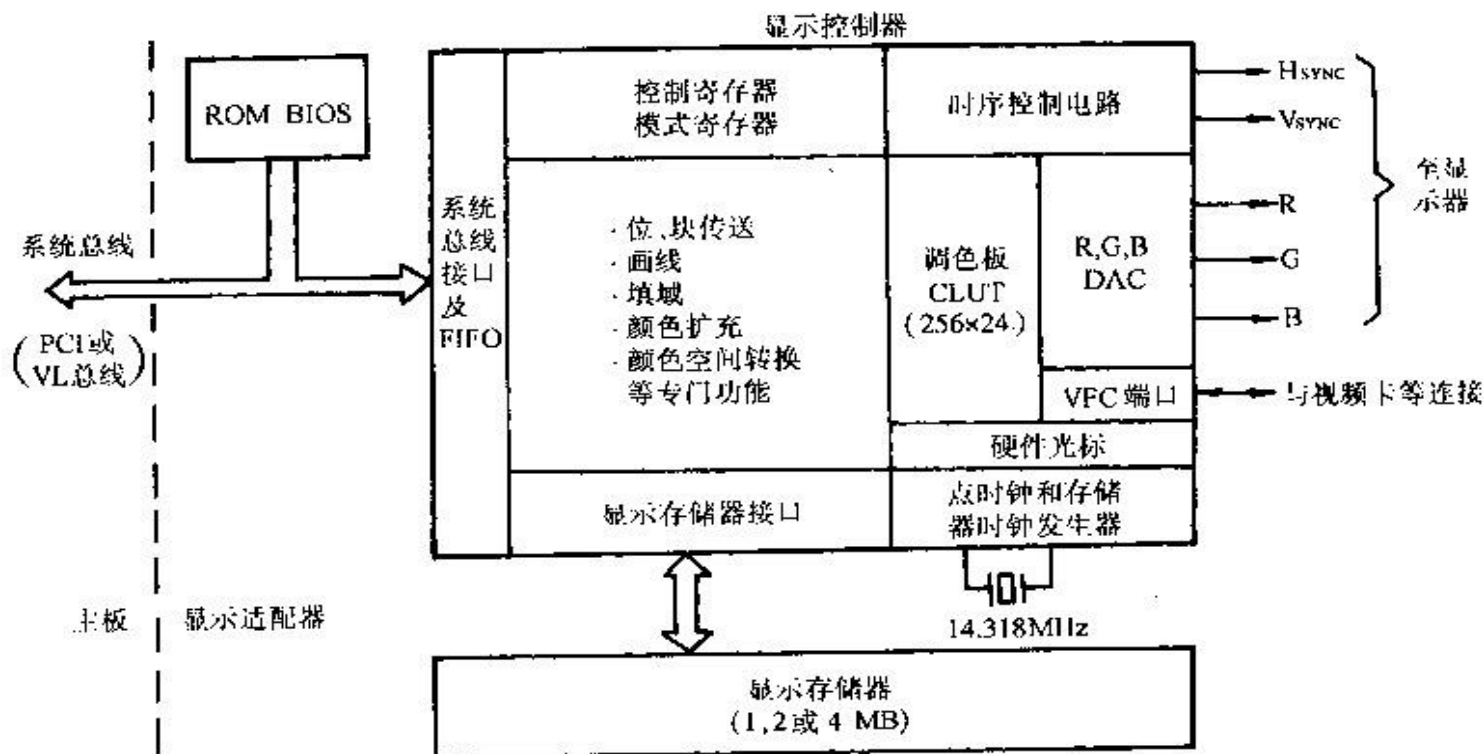 显示控制器
ROM BIOS
控制寄存器
模式寄存器
时序控制电路
HSYNC
VSYNC
至显
示器
系统总线
(PCI或
VL总线)
系统
总线
接口
及
FIFO
·位、块传送
·画线
·填域
·颜色扩充
·颜色空间转换
等专门功能
调色板
CLUT
(256×24)
R,G,B
DAC
R
G
B
VFC 端口
与视频卡等连接
硬件光标
显示存储器接口
点时钟和存储
器时钟发生器
14.318MHz
主板
显示适配器
显示存储器
(1,2或 4 MB)